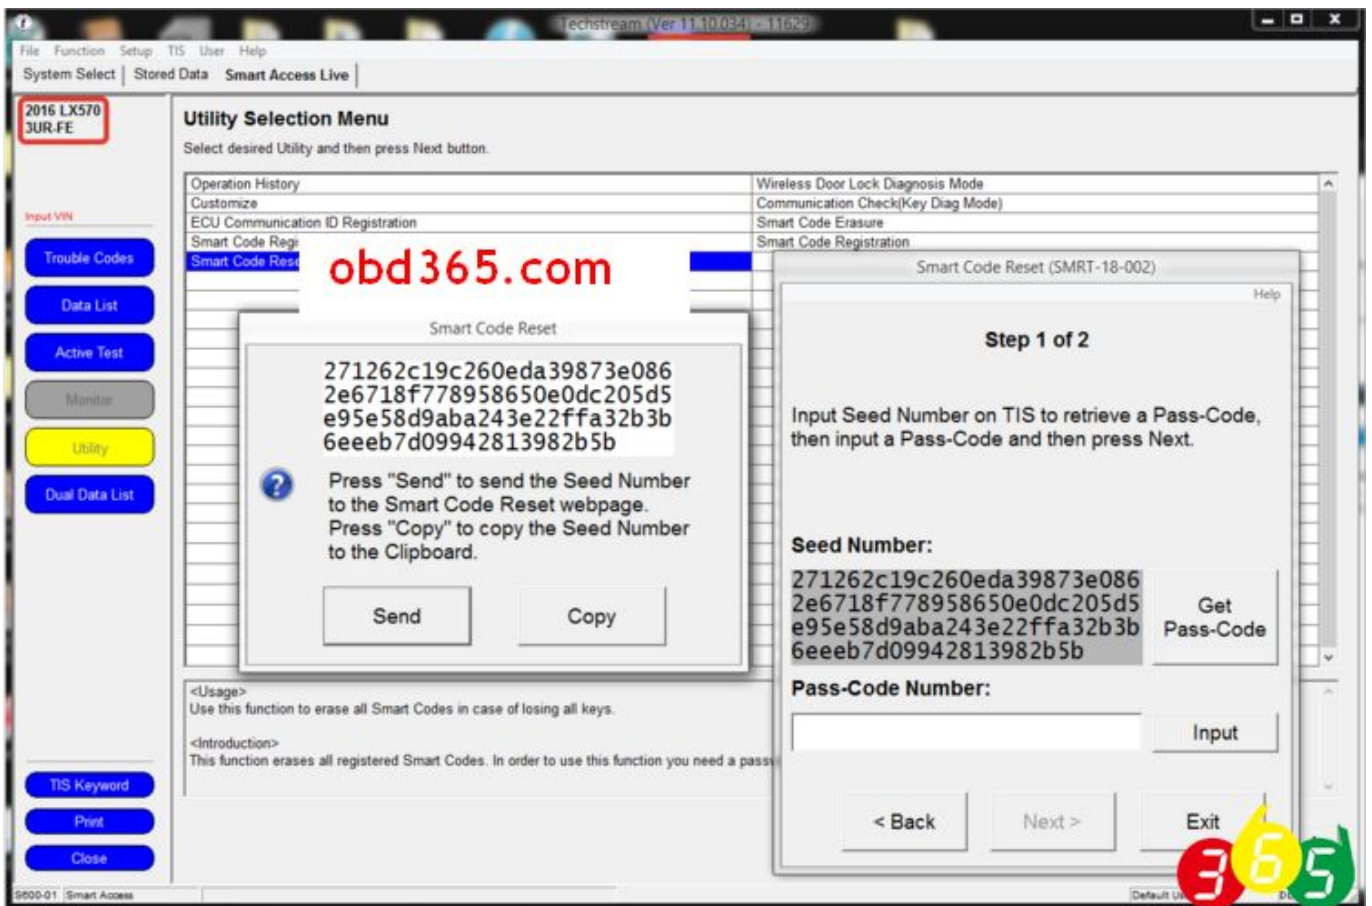 Techstream (Ver 11.10.034) - 11629
File Function Setup TIS User Help
System Select Stored Data Smart Access Live
2016 LX570
3UR-FE
Input VIN
Trouble Codes
Data List
Active Test
Monitor
Utility
Dual Data List
TIS Keyword
Print
Close
Utility Selection Menu
Select desired Utility and then press Next button.
Operation History
Wireless Door Lock Diagnosis Mode
Customize
Communication Check(Key Diag Mode)
ECU Communication ID Registration
Smart Code Erasure
Smart Code Regi
Smart Code Registration
Smart Code Rese
obd365.com
Smart Code Reset
271262c19c260eda39873e086
2e6718f778958650e0dc205d5
e95e58d9aba243e22ffa32b3b
6eeeb7d09942813982b5b
Press "Send" to send the Seed Number
to the Smart Code Reset webpage.
Press "Copy" to copy the Seed Number
to the Clipboard.
Send
Copy
<Usage>
Use this function to erase all Smart Codes in case of losing all keys.
<Introduction>
This function erases all registered Smart Codes. In order to use this function you need a pass
Smart Code Reset (SMRT-18-002)
Help
Step 1 of 2
Input Seed Number on TIS to retrieve a Pass-Code,
then input a Pass-Code and then press Next.
Seed Number:
271262c19c260eda39873e086
2e6718f778958650e0dc205d5
e95e58d9aba243e22ffa32b3b
6eeeb7d09942813982b5b
Get
Pass-Code
Pass-Code Number:
Input
< Back
Next >
Exit
365
S600-01 Smart Access
Default Us